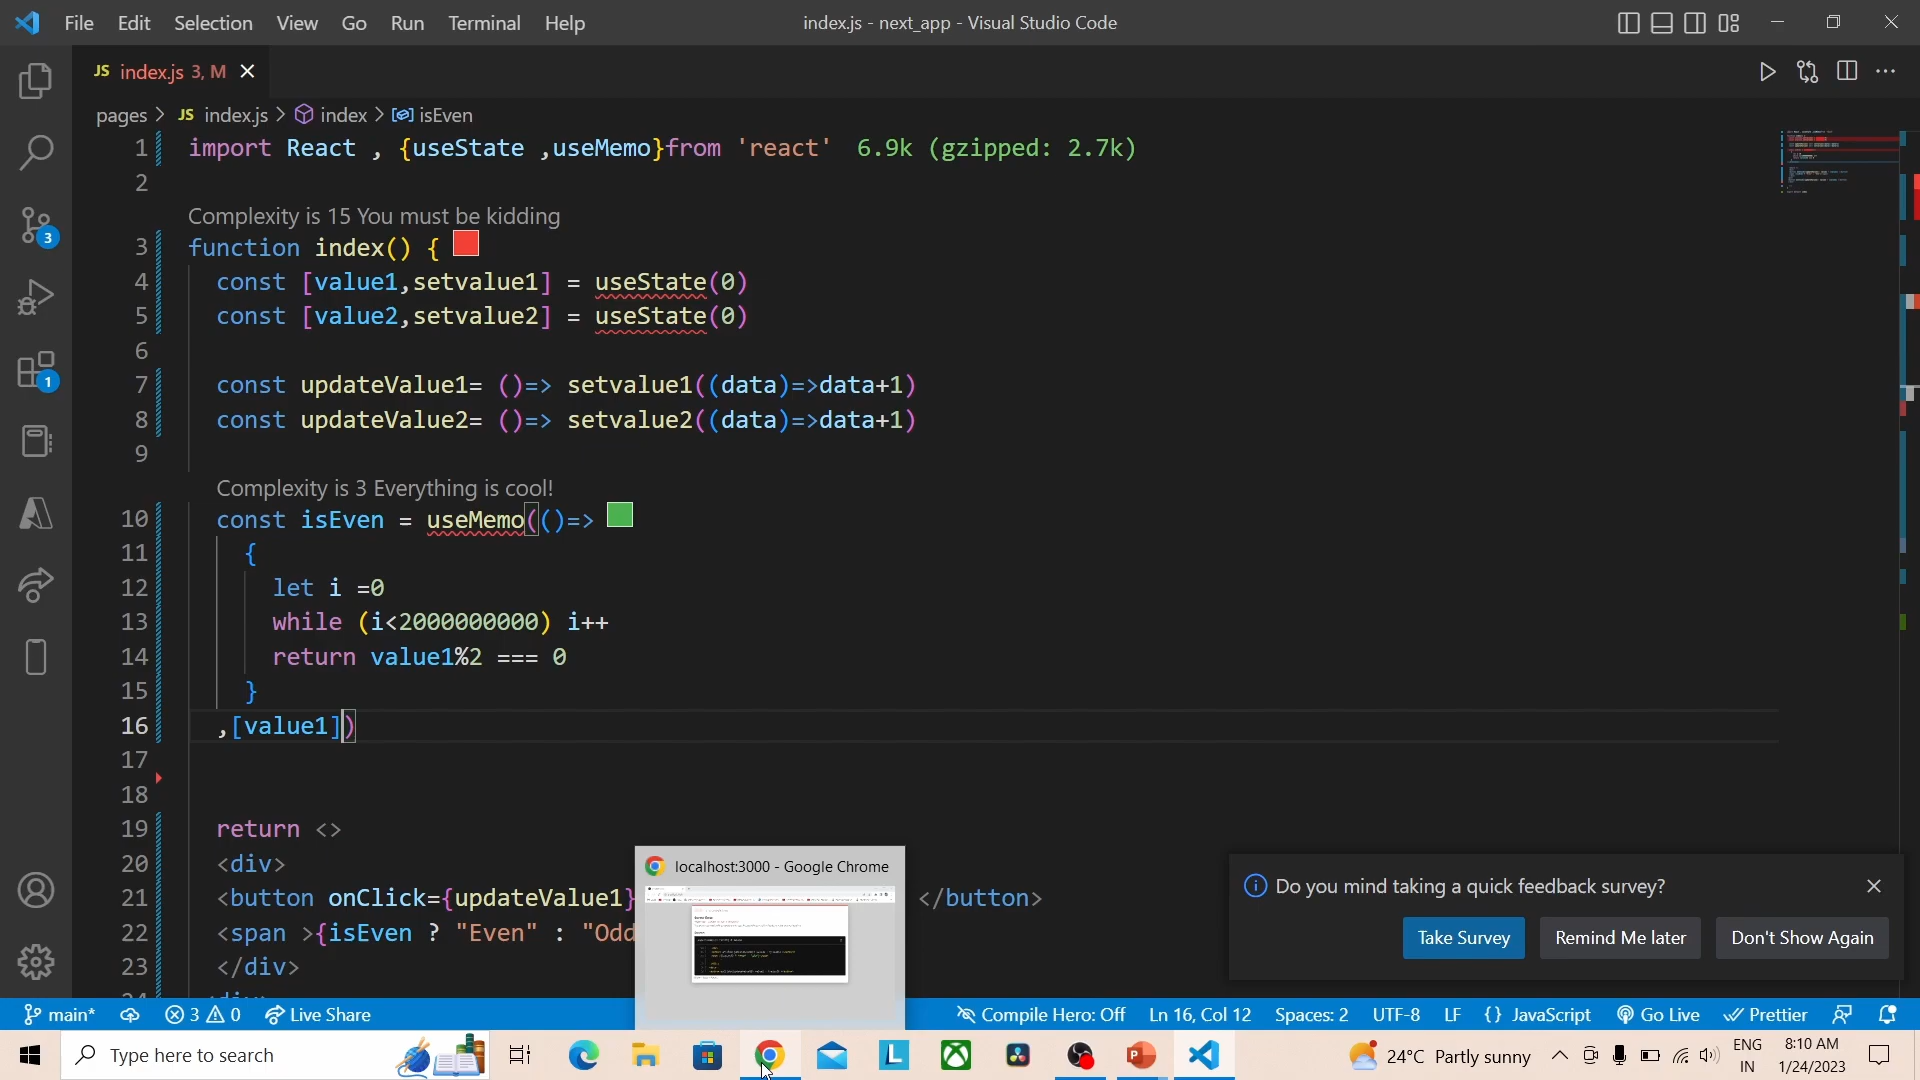 File Edit Selection View Go Run Terminal Help
index.js - next_app - Visual Studio Code
JS index.js 3, M
pages > JS index.js > index > isEven
1 import React , {useState ,useMemo}from 'react' 6.9k (gzipped: 2.7k)
2
Complexity is 15 You must be kidding
3 function index() {
4 const [value1,setvalue1] = useState(0)
5 const [value2,setvalue2] = useState(0)
6
7 const updateValue1= ()=> setvalue1((data)=>data+1)
8 const updateValue2= ()=> setvalue2((data)=>data+1)
9
Complexity is 3 Everything is cool!
10 const isEven = useMemo(()=>
11 {
12 let i =0
13 while (i<2000000000) i++
14 return value1%2 === 0
15 }
16 ,[value1])
17
18
19 return <>
20 <div>
21 <button onClick={updateValue1} </button>
22 <span >{isEven ? "Even" : "Odd
23 </div>
localhost:3000 - Google Chrome
Do you mind taking a quick feedback survey?
Take Survey Remind Me later Don't Show Again
3
1
main* 3 0 Live Share Compile Hero: Off Ln 16, Col 12 Spaces: 2 UTF-8 LF {} JavaScript Go Live Prettier
Type here to search
24°C Partly sunny
ENG
IN
8:10 AM
1/24/2023